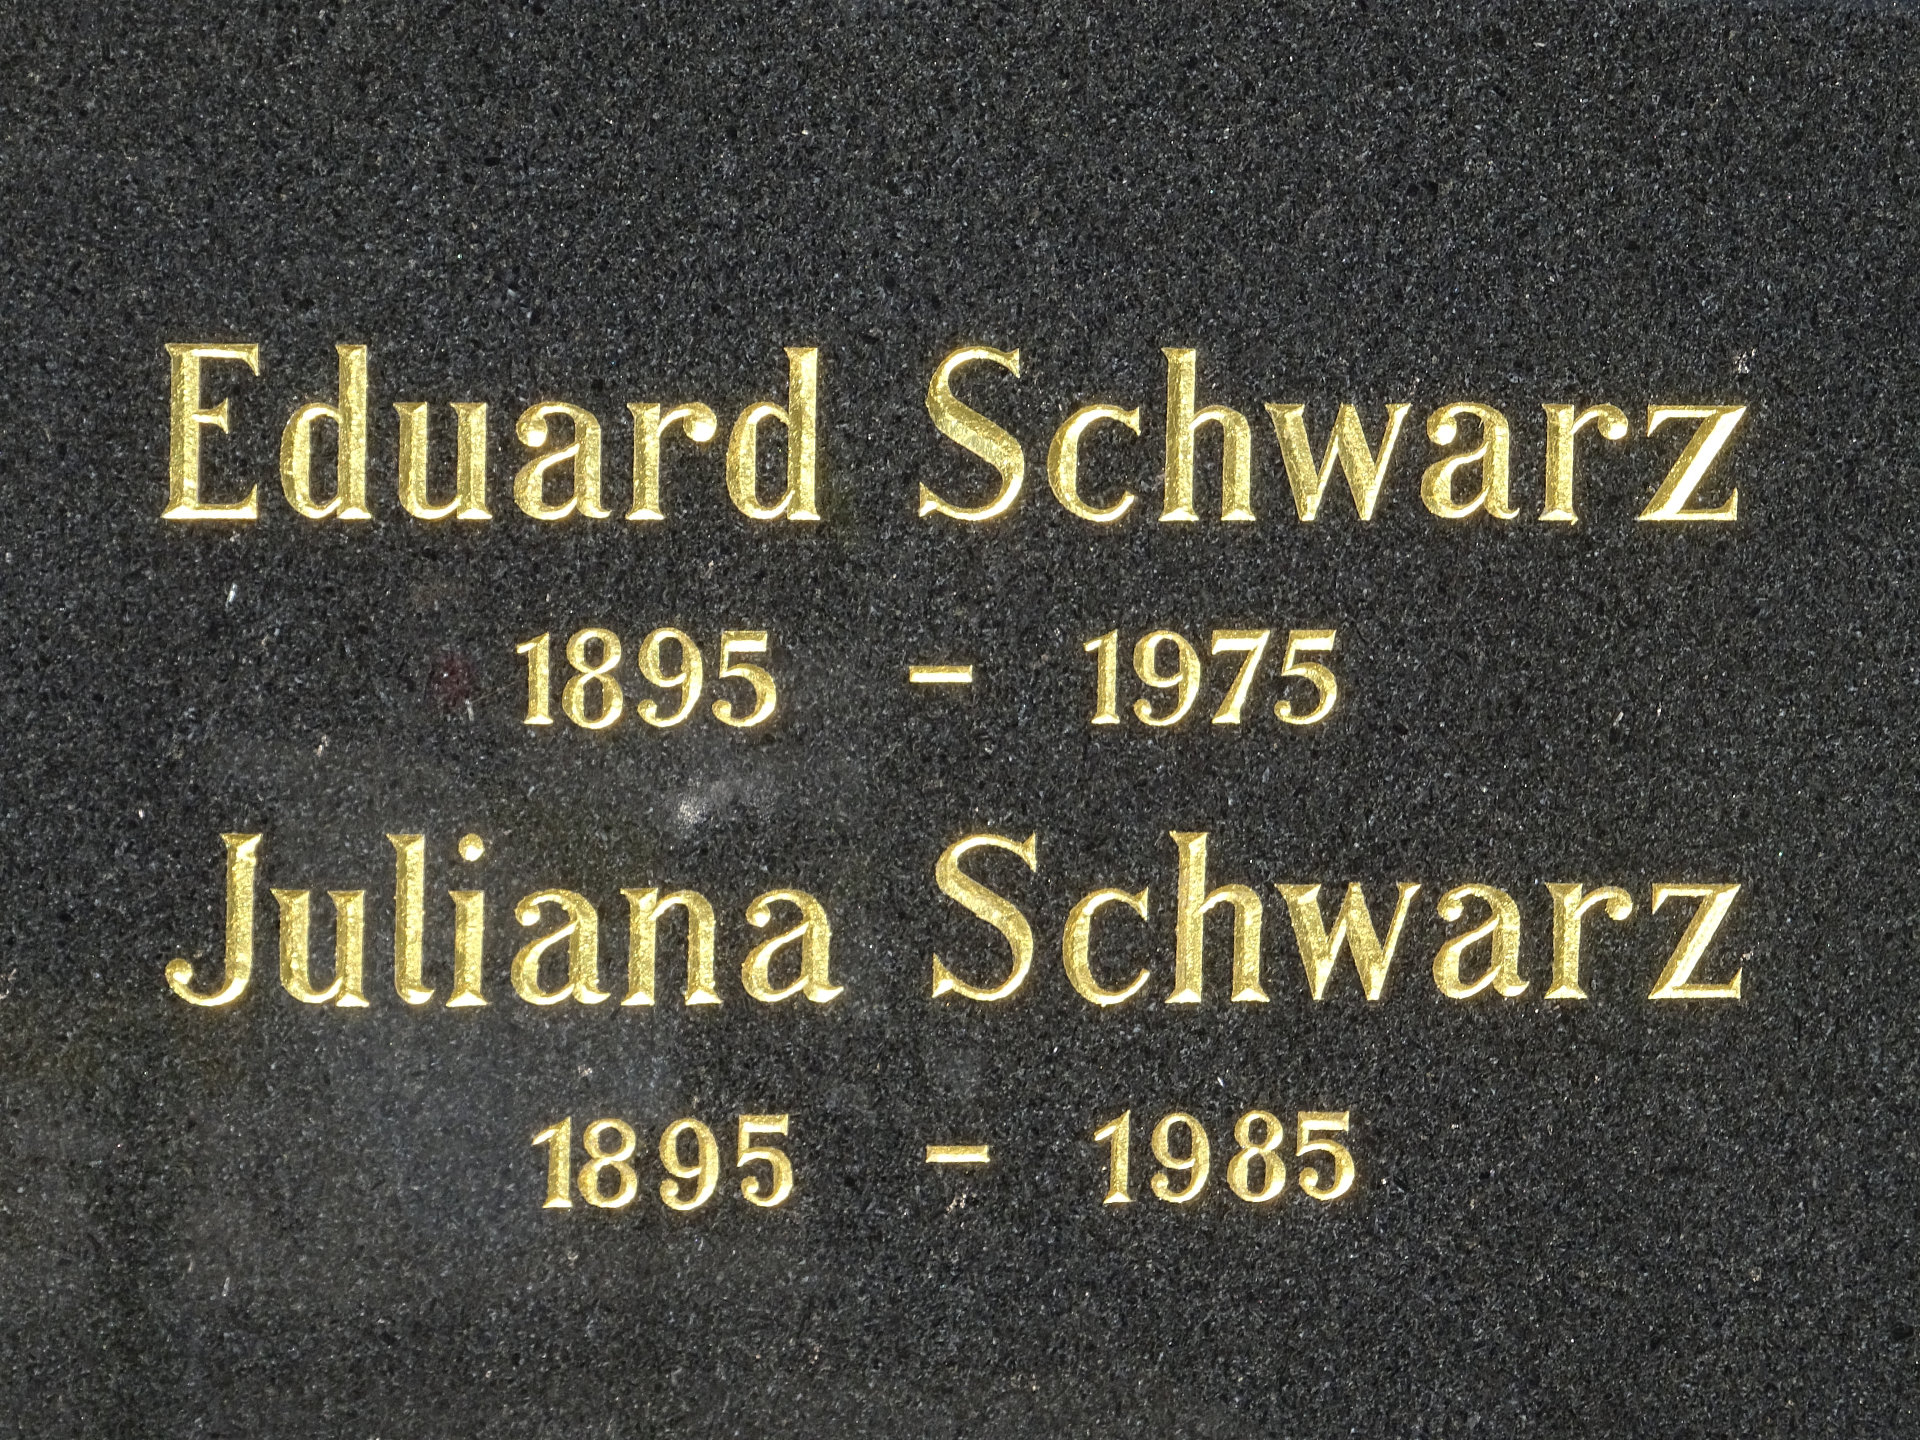 Eduard Schwarz
1895 - 1975
Juliana Schwarz
1895 - 1985